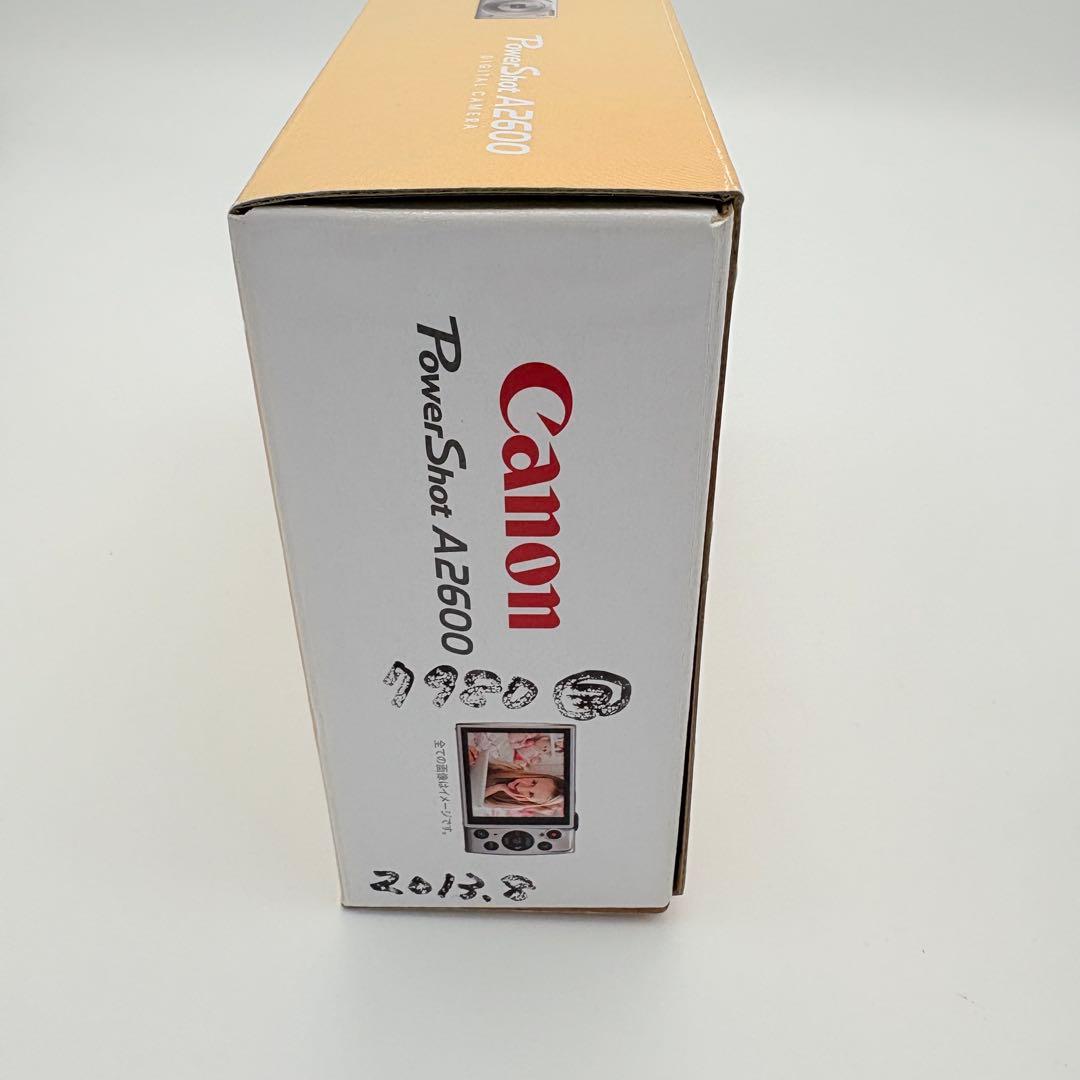 PowerShot A2600
DIGITAL CAMERA
Canon
PowerShot A2600
全ての画像はイメージです。
2013.8